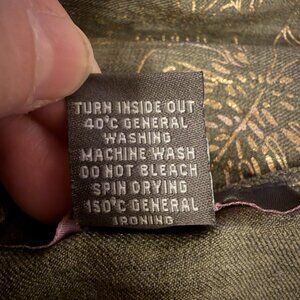 TURN INSIDE OUT
40°C GENERAL
WASHING
MACHINE WASH
DO NOT BLEACH
SPIN DRYING
150°C GENERAL
IRONING